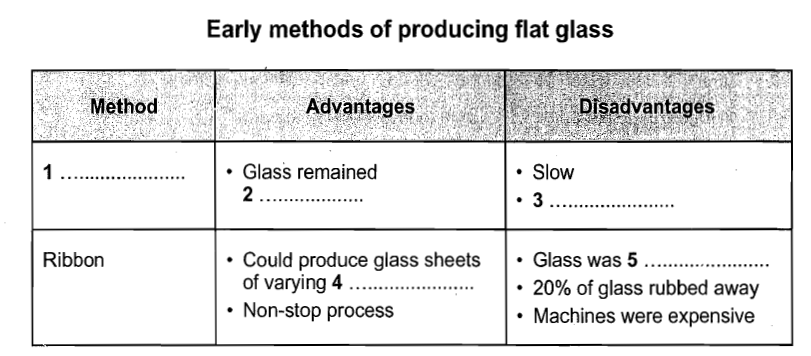 Early methods of producing flat glass
Method Advantages Disadvantages
1 ......................
• Glass remained
2 ..................
• Slow
• 3 ......................
Ribbon
• Could produce glass sheets
of varying 4 ......................
• Non-stop process
• Glass was 5 ......................
• 20% of glass rubbed away
• Machines were expensive